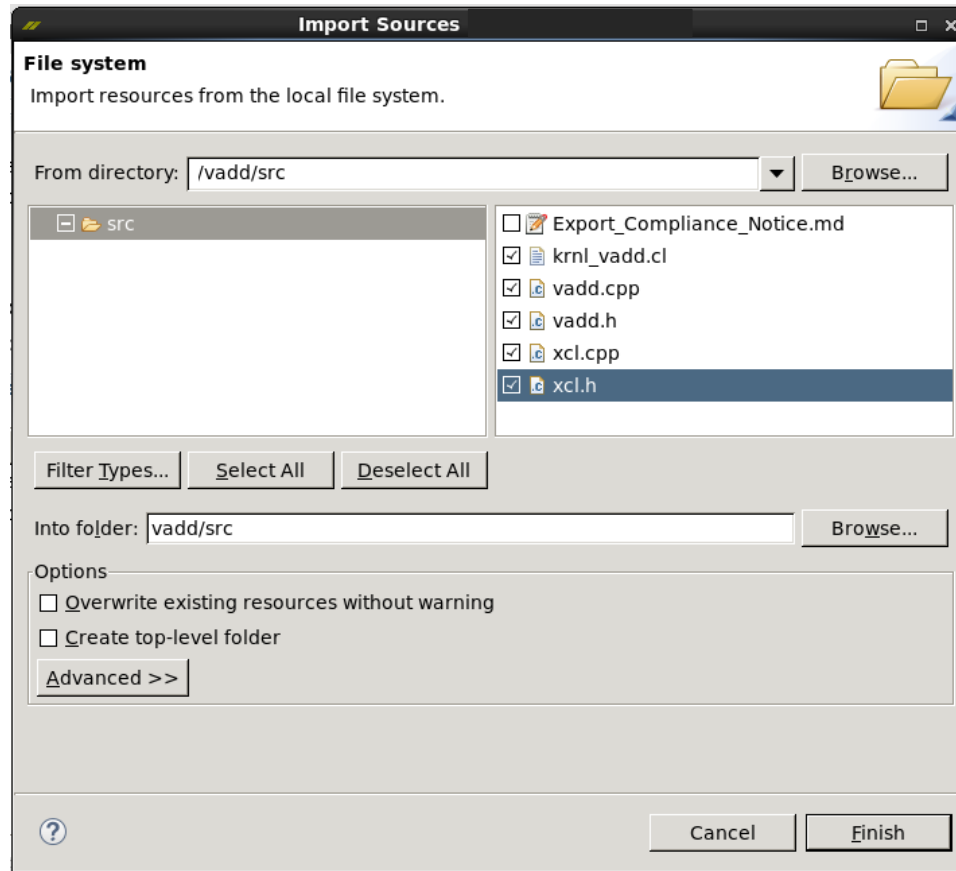 Import Sources
File system
Import resources from the local file system.
From directory: /vadd/src Browse...
src
Export_Compliance_Notice.md
krnl_vadd.cl
vadd.cpp
vadd.h
xcl.cpp
xcl.h
Filter Types... Select All Deselect All
Into folder: vadd/src Browse...
Options
Overwrite existing resources without warning
Create top-level folder
Advanced >>
? Cancel Finish